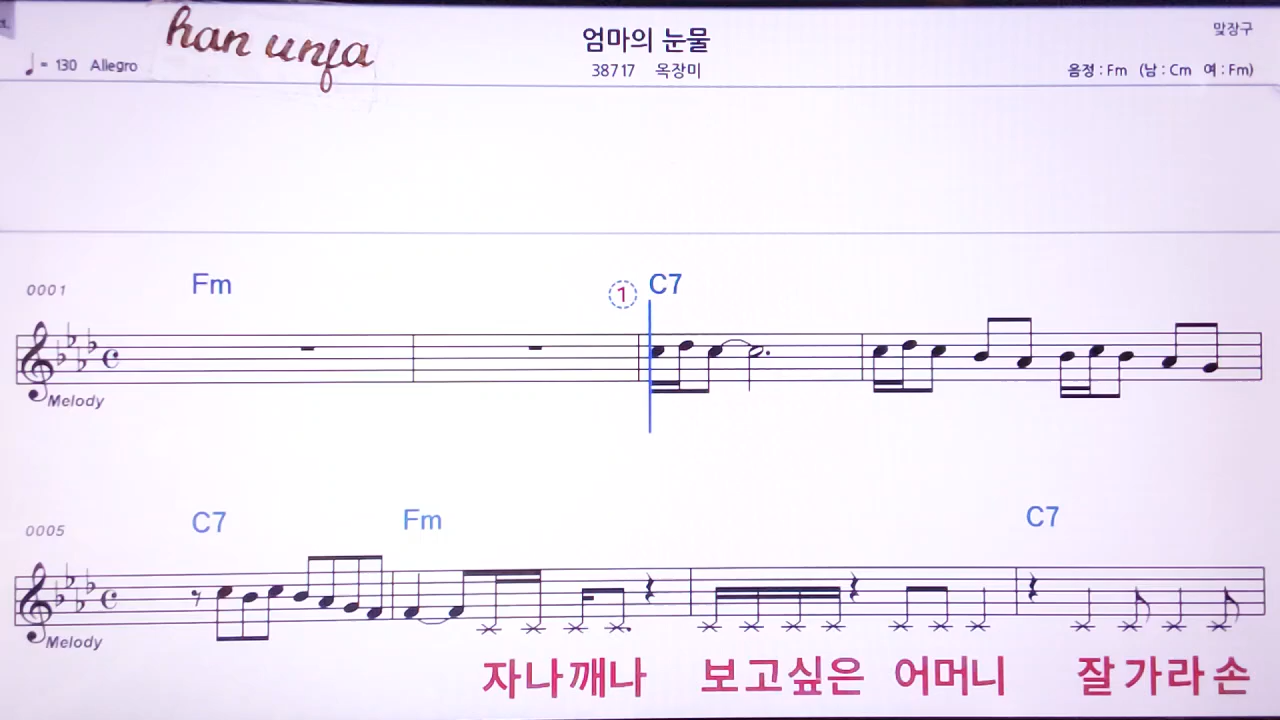 han unja
엄마의 눈물
맞장구
♩= 130 Allegro
38717 옥장미
음정 : Fm (남 : Cm 여 : Fm)
0001 Fm 1 C7
Melody
0005 C7 Fm C7
Melody
자나깨나 보고싶은 어머니 잘가라손